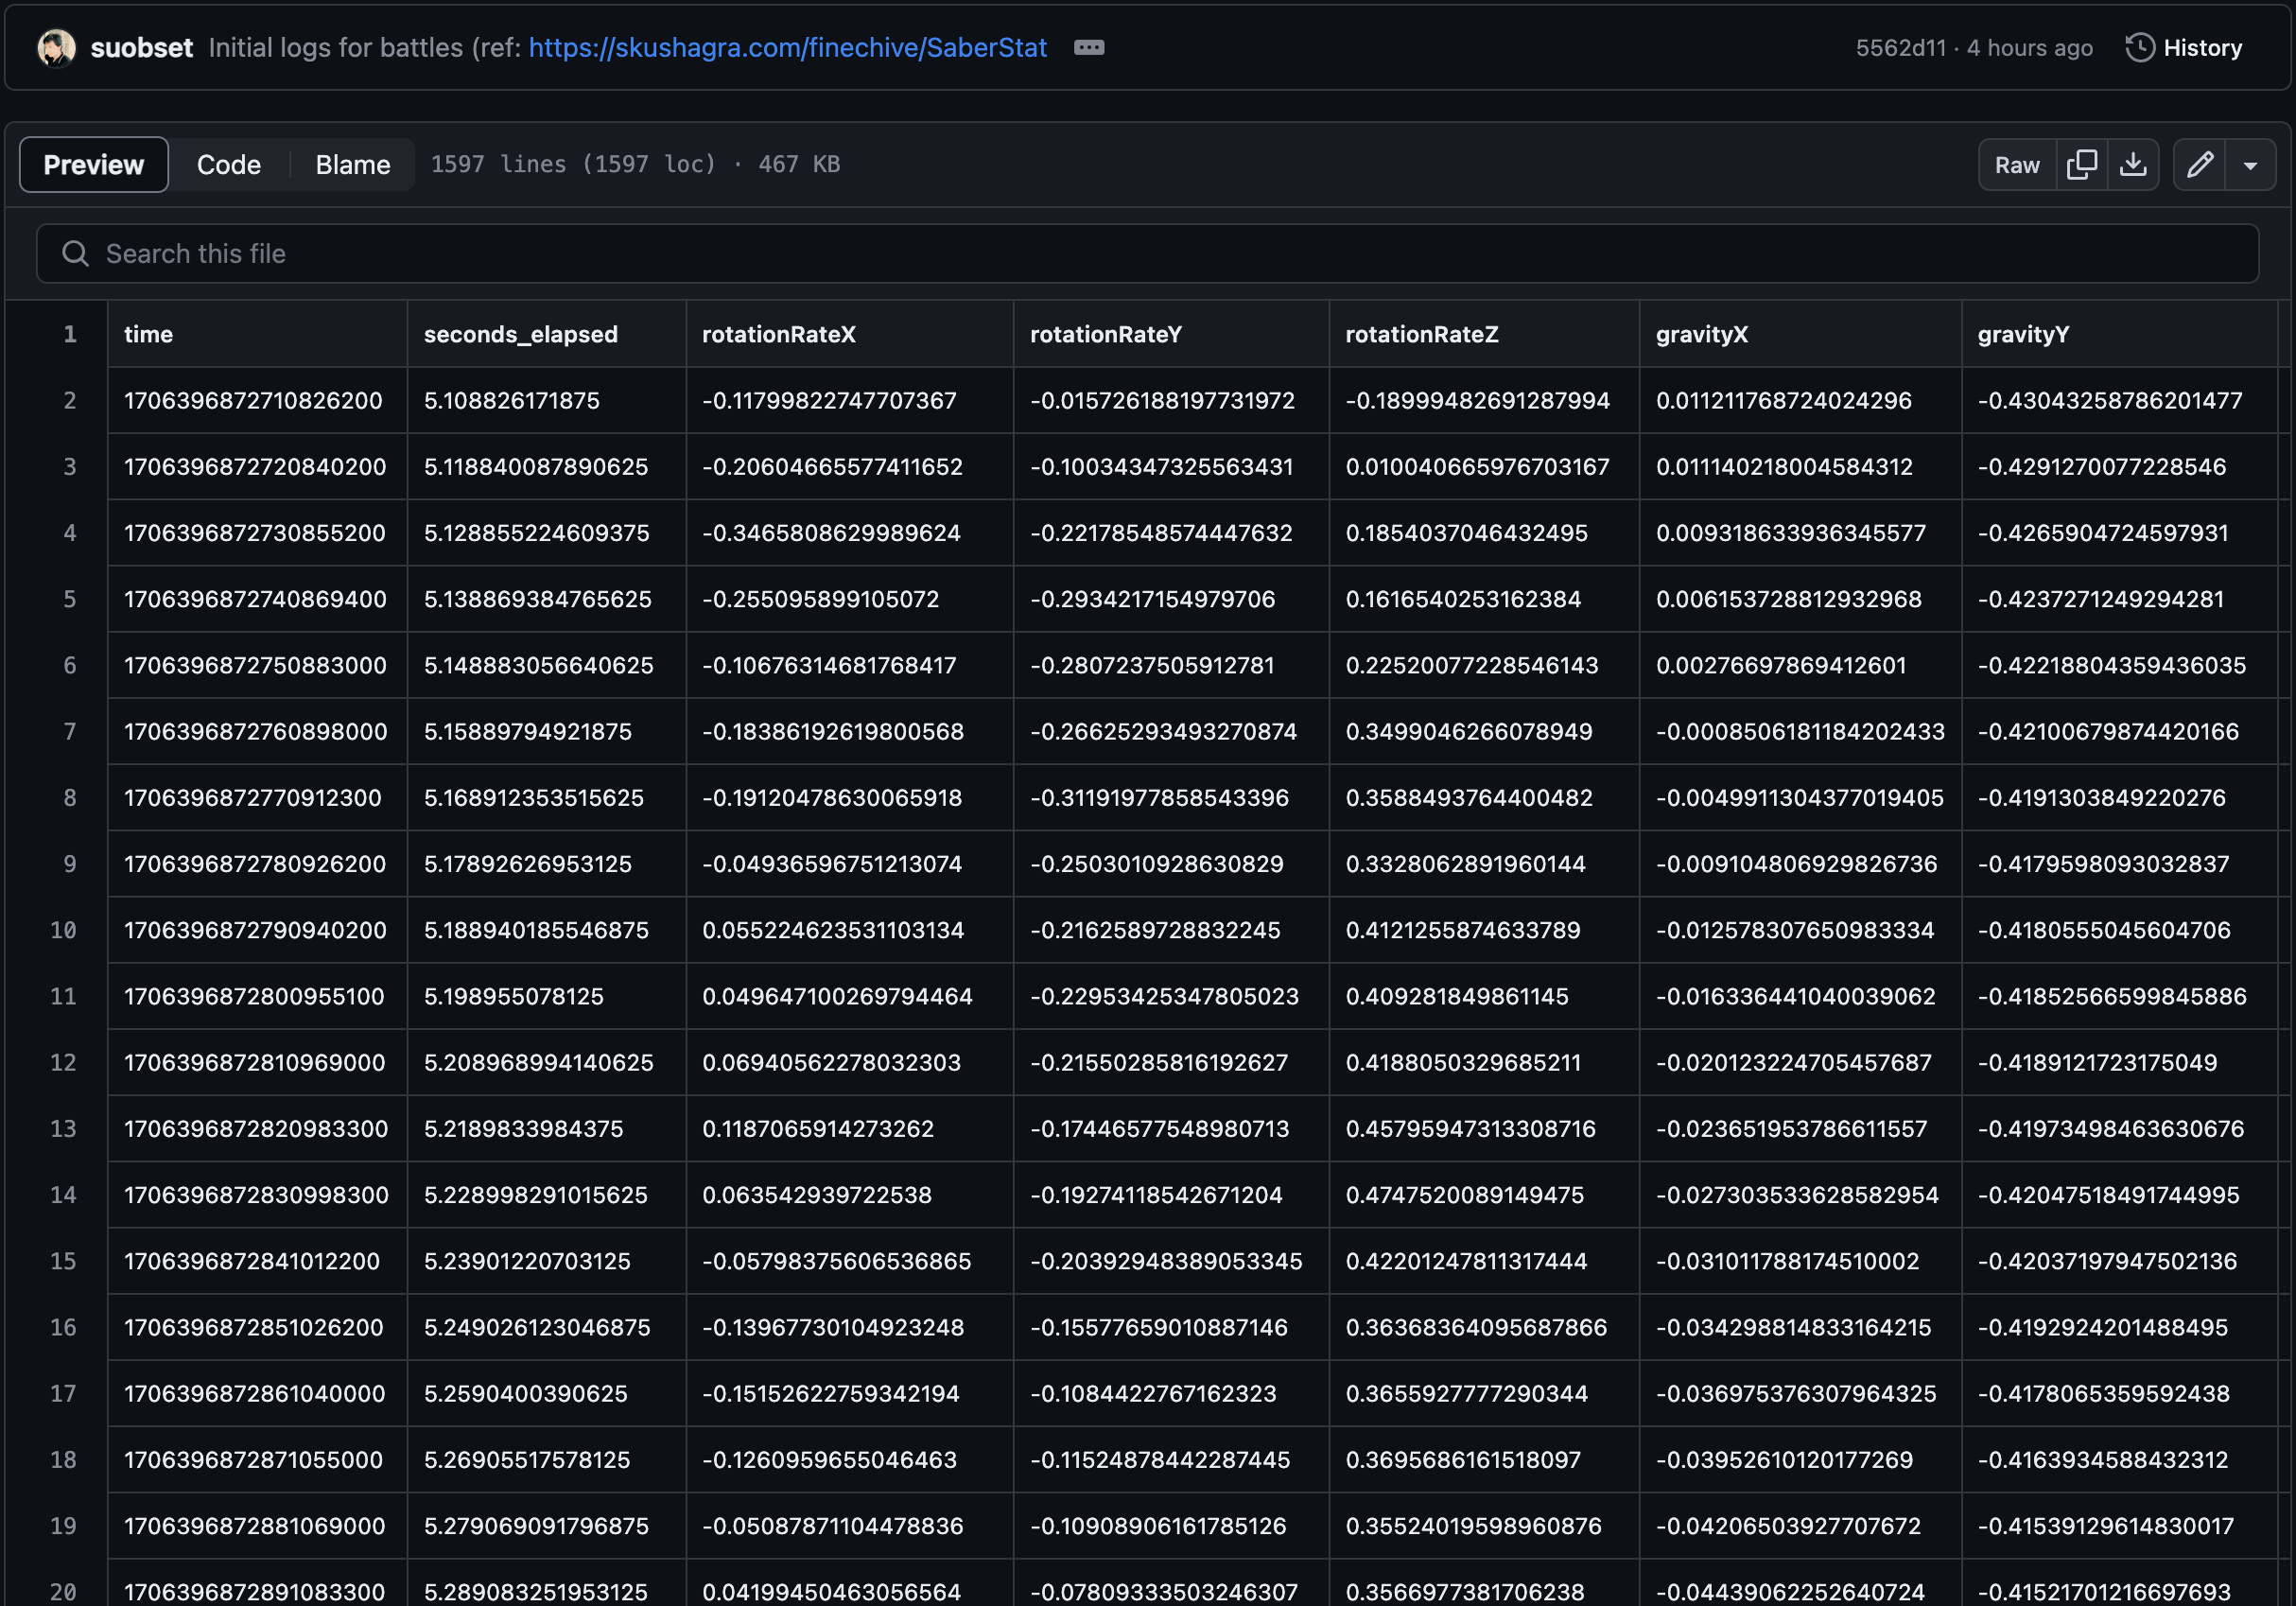 suobset Initial logs for battles (ref: https://skushagra.com/finechive/SaberStat 5562d11 · 4 hours ago History
Preview Code Blame 1597 lines (1597 loc) · 467 KB Raw
Search this file
1 time seconds_elapsed rotationRateX rotationRateY rotationRateZ gravityX gravityY
2 1706396872710826200 5.108826171875 -0.11799822747707367 -0.015726188197731972 -0.18999482691287994 0.011211768724024296 -0.43043258786201477
3 1706396872720840200 5.118840087890625 -0.20604665577411652 -0.10034347325563431 0.010040665976703167 0.011140218004584312 -0.4291270077228546
4 1706396872730855200 5.128855224609375 -0.3465808629989624 -0.22178548574447632 0.1854037046432495 0.009318633936345577 -0.4265904724597931
5 1706396872740869400 5.138869384765625 -0.255095899105072 -0.2934217154979706 0.1616540253162384 0.006153728812932968 -0.4237271249294281
6 1706396872750883000 5.148883056640625 -0.10676314681768417 -0.2807237505912781 0.22520077228546143 0.00276697869412601 -0.42218804359436035
7 1706396872760898000 5.15889794921875 -0.18386192619800568 -0.26625293493270874 0.3499046266078949 -0.0008506181184202433 -0.42100679874420166
8 1706396872770912300 5.168912353515625 -0.19120478630065918 -0.31191977858543396 0.3588493764400482 -0.0049911304377019405 -0.4191303849220276
9 1706396872780926200 5.17892626953125 -0.04936596751213074 -0.2503010928630829 0.3328062891960144 -0.009104806929826736 -0.4179598093032837
10 1706396872790940200 5.188940185546875 0.055224623531103134 -0.2162589728832245 0.4121255874633789 -0.012578307650983334 -0.4180555045604706
11 1706396872800955100 5.198955078125 0.049647100269794464 -0.22953425347805023 0.409281849861145 -0.016336441040039062 -0.41852566599845886
12 1706396872810969000 5.208968994140625 0.06940562278032303 -0.21550285816192627 0.4188050329685211 -0.020123224705457687 -0.4189121723175049
13 1706396872820983300 5.2189833984375 0.1187065914273262 -0.17446577548980713 0.45795947313308716 -0.023651953786611557 -0.41973498463630676
14 1706396872830998300 5.228998291015625 0.063542939722538 -0.19274118542671204 0.4747520089149475 -0.027303533628582954 -0.42047518491744995
15 1706396872841012200 5.23901220703125 -0.05798375606536865 -0.20392948389053345 0.42201247811317444 -0.031011788174510002 -0.42037197947502136
16 1706396872851026200 5.249026123046875 -0.13967730104923248 -0.15577659010887146 0.36368364095687866 -0.034298814833164215 -0.4192924201488495
17 1706396872861040000 5.2590400390625 -0.15152622759342194 -0.1084422767162323 0.3655927777290344 -0.036975376307964325 -0.4178065359592438
18 1706396872871055000 5.26905517578125 -0.1260959655046463 -0.11524878442287445 0.3695686161518097 -0.03952610120177269 -0.4163934588432312
19 1706396872881069000 5.279069091796875 -0.05087871104478836 -0.10908906161785126 0.35524019598960876 -0.04206503927707672 -0.41539129614830017
20 1706396872891083300 5.289083251953125 0.04199450463056564 -0.07809333503246307 0.3566977381706238 -0.04439062252640724 -0.41521701216697693